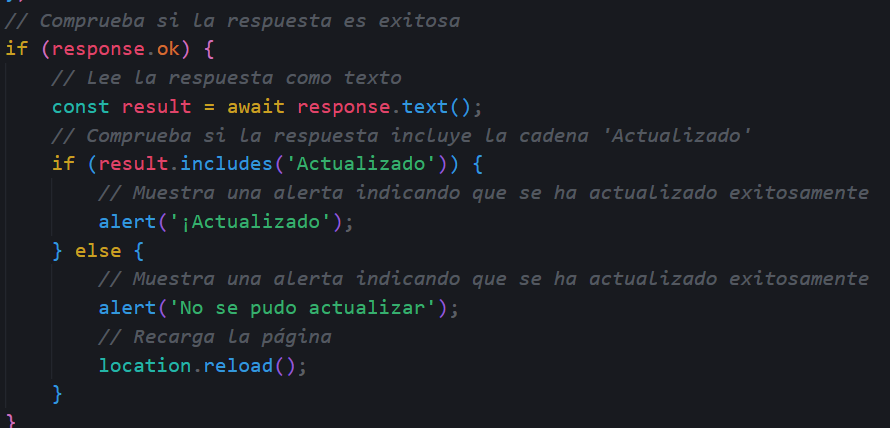 // Comprueba si la respuesta es exitosa
if (response.ok) {
// Lee la respuesta como texto
const result = await response.text();
// Comprueba si la respuesta incluye la cadena 'Actualizado'
if (result.includes('Actualizado')) {
// Muestra una alerta indicando que se ha actualizado exitosamente
alert('¡Actualizado');
} else {
// Muestra una alerta indicando que se ha actualizado exitosamente
alert('No se pudo actualizar');
// Recarga la página
location.reload();
}
}